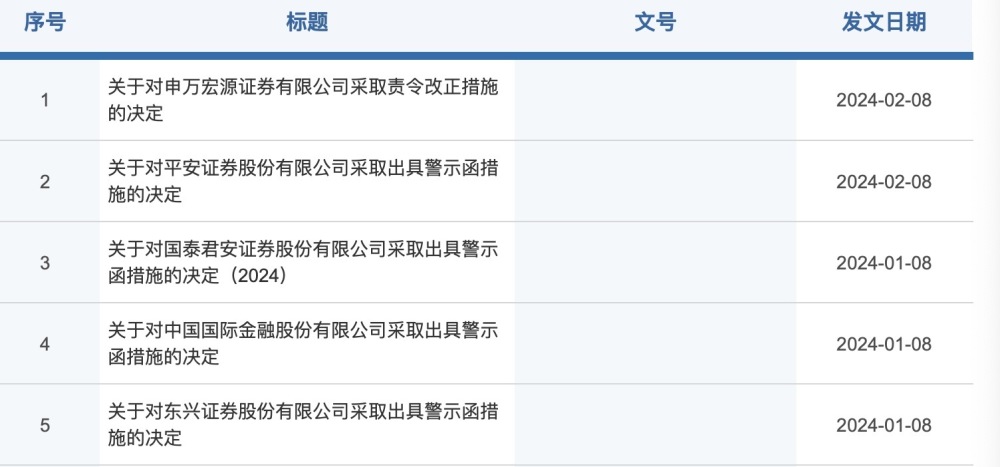 序号 标题 文号 发文日期
1 关于对申万宏源证券有限公司采取责令改正措施 2024-02-08
的决定
2 关于对平安证券股份有限公司采取出具警示函措 2024-02-08
施的决定
3 关于对国泰君安证券股份有限公司采取出具警示 2024-01-08
函措施的决定（2024）
4 关于对中国国际金融股份有限公司采取出具警示 2024-01-08
函措施的决定
5 关于对东兴证券股份有限公司采取出具警示函措 2024-01-08
施的决定